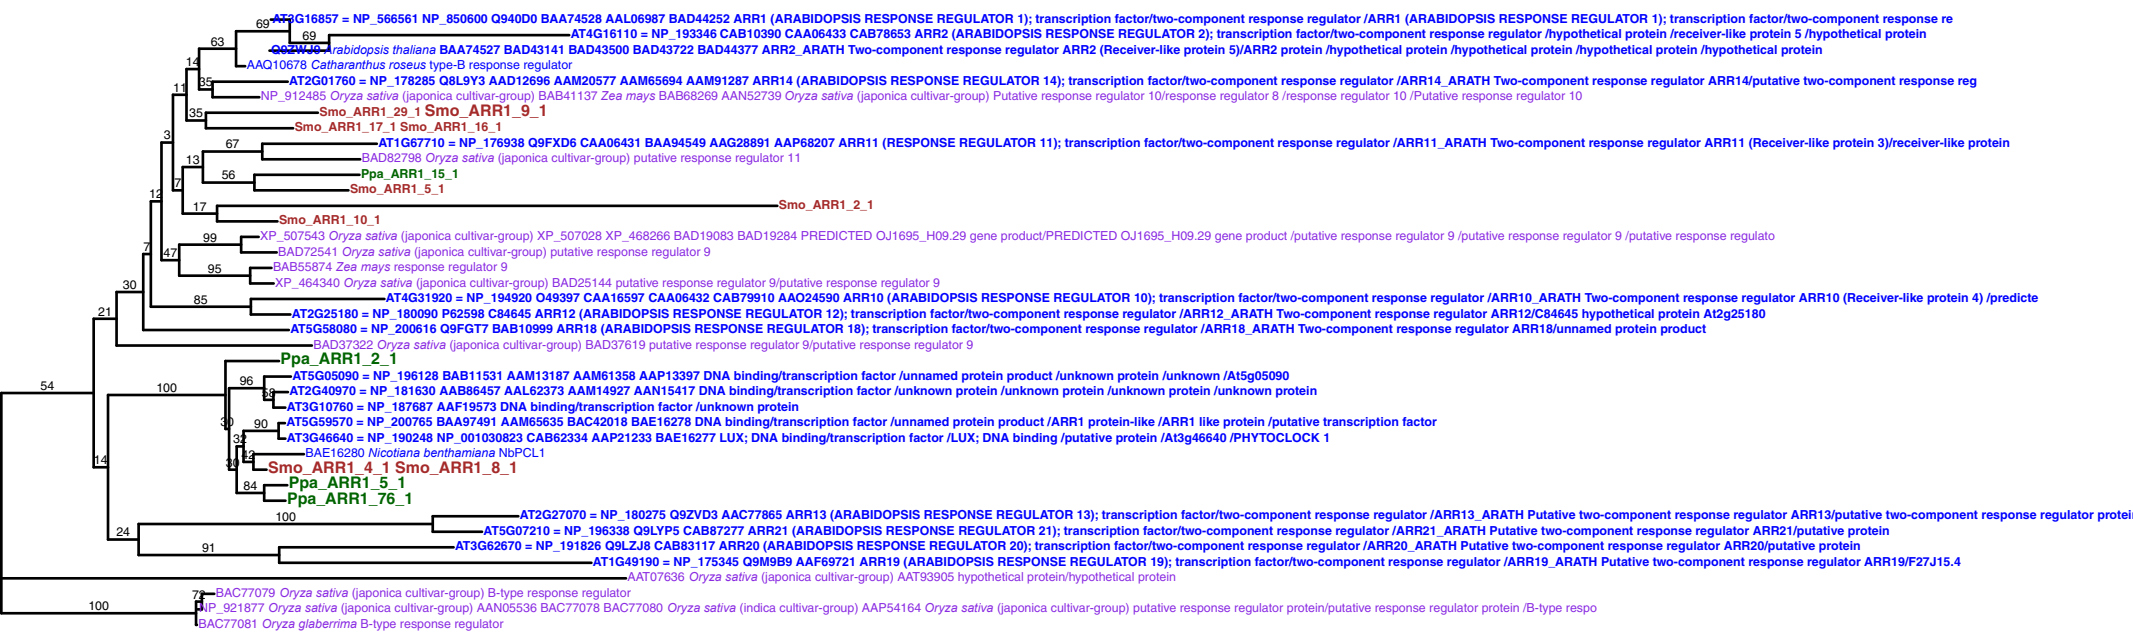 69 AT3G16857 = NP_566561 NP_850600 Q940D0 BAA74528 AAL06987 BAD44252 ARR1 (ARABIDOPSIS RESPONSE REGULATOR 1); transcription factor/two-component response regulator /ARR1 (ARABIDOPSIS RESPONSE REGULATOR 1); transcription factor/two-component response re
69 AT4G16110 = NP_193346 CAB10390 CAA06433 CAB78653 ARR2 (ARABIDOPSIS RESPONSE REGULATOR 2); transcription factor/two-component response regulator /hypothetical protein /receiver-like protein 5 /hypothetical protein
63 Q9ZWJ9 Arabidopsis thaliana BAA74527 BAD43141 BAD43500 BAD43722 BAD44377 ARR2_ARATH Two-component response regulator ARR2 (Receiver-like protein 5)/ARR2 protein /hypothetical protein /hypothetical protein /hypothetical protein /hypothetical protein
14 AAQ10678 Catharanthus roseus type-B response regulator
11 35 AT2G01760 = NP_178285 Q8L9Y3 AAD12696 AAM20577 AAM65694 AAM91287 ARR14 (ARABIDOPSIS RESPONSE REGULATOR 14); transcription factor/two-component response regulator /ARR14_ARATH Two-component response regulator ARR14/putative two-component response reg
NP_912485 Oryza sativa (japonica cultivar-group) BAB41137 Zea mays BAB68269 AAN52739 Oryza sativa (japonica cultivar-group) Putative response regulator 10/response regulator 8 /response regulator 10 /Putative response regulator 10
35 Smo_ARR1_29_1 Smo_ARR1_9_1
Smo_ARR1_17_1 Smo_ARR1_16_1
3 67 AT1G67710 = NP_176938 Q9FXD6 CAA06431 BAA94549 AAG28891 AAP68207 ARR11 (RESPONSE REGULATOR 11); transcription factor/two-component response regulator /ARR11_ARATH Two-component response regulator ARR11 (Receiver-like protein 3)/receiver-like protein
13 BAD82798 Oryza sativa (japonica cultivar-group) putative response regulator 11
56 Ppa_ARR1_15_1
7 Smo_ARR1_5_1
12 17 Smo_ARR1_2_1
Smo_ARR1_10_1
99 XP_507543 Oryza sativa (japonica cultivar-group) XP_507028 XP_468266 BAD19083 BAD19284 PREDICTED OJ1695_H09.29 gene product/PREDICTED OJ1695_H09.29 gene product /putative response regulator 9 /putative response regulator 9 /putative response regulato
7 47 BAD72541 Oryza sativa (japonica cultivar-group) putative response regulator 9
95 BAB55874 Zea mays response regulator 9
30 XP_464340 Oryza sativa (japonica cultivar-group) BAD25144 putative response regulator 9/putative response regulator 9
85 AT4G31920 = NP_194920 O49397 CAA16597 CAA06432 CAB79910 AAO24590 ARR10 (ARABIDOPSIS RESPONSE REGULATOR 10); transcription factor/two-component response regulator /ARR10_ARATH Two-component response regulator ARR10 (Receiver-like protein 4) /predicte
21 AT2G25180 = NP_180090 P62598 C84645 ARR12 (ARABIDOPSIS RESPONSE REGULATOR 12); transcription factor/two-component response regulator /ARR12_ARATH Two-component response regulator ARR12/C84645 hypothetical protein At2g25180
AT5G58080 = NP_200616 Q9FGT7 BAB10999 ARR18 (ARABIDOPSIS RESPONSE REGULATOR 18); transcription factor/two-component response regulator /ARR18_ARATH Two-component response regulator ARR18/unnamed protein product
BAD37322 Oryza sativa (japonica cultivar-group) BAD37619 putative response regulator 9/putative response regulator 9
Ppa_ARR1_2_1
54 100 96 AT5G05090 = NP_196128 BAB11531 AAM13187 AAM61358 AAP13397 DNA binding/transcription factor /unnamed protein product /unknown protein /unknown /At5g05090
AT2G40970 = NP_181630 AAB86457 AAL62373 AAM14927 AAN15417 DNA binding/transcription factor /unknown protein /unknown protein /unknown protein /unknown protein
AT3G10760 = NP_187687 AAF19573 DNA binding/transcription factor /unknown protein
30 90 AT5G59570 = NP_200765 BAA97491 AAM65635 BAC42018 BAE16278 DNA binding/transcription factor /unnamed protein product /ARR1 protein-like /ARR1 like protein /putative transcription factor
32 AT3G46640 = NP_190248 NP_001030823 CAB62334 AAP21233 BAE16277 LUX; DNA binding/transcription factor /LUX; DNA binding /putative protein /At3g46640 /PHYTOCLOCK 1
42 BAE16280 Nicotiana benthamiana NbPCL1
14 30 Smo_ARR1_4_1 Smo_ARR1_8_1
84 Ppa_ARR1_5_1
Ppa_ARR1_76_1
100 AT2G27070 = NP_180275 Q9ZVD3 AAC77865 ARR13 (ARABIDOPSIS RESPONSE REGULATOR 13); transcription factor/two-component response regulator /ARR13_ARATH Putative two-component response regulator ARR13/putative two-component response regulator protei
24 AT5G07210 = NP_196338 Q9LYP5 CAB87277 ARR21 (ARABIDOPSIS RESPONSE REGULATOR 21); transcription factor/two-component response regulator /ARR21_ARATH Putative two-component response regulator ARR21/putative protein
91 AT3G62670 = NP_191826 Q9LZJ8 CAB83117 ARR20 (ARABIDOPSIS RESPONSE REGULATOR 20); transcription factor/two-component response regulator /ARR20_ARATH Putative two-component response regulator ARR20/putative protein
AT1G49190 = NP_175345 Q9M9B9 AAF69721 ARR19 (ARABIDOPSIS RESPONSE REGULATOR 19); transcription factor/two-component response regulator /ARR19_ARATH Putative two-component response regulator ARR19/F27J15.4
AAT07636 Oryza sativa (japonica cultivar-group) AAT93905 hypothetical protein/hypothetical protein
72 BAC77079 Oryza sativa (japonica cultivar-group) B-type response regulator
100 NP_921877 Oryza sativa (japonica cultivar-group) AAN05536 BAC77078 BAC77080 Oryza sativa (indica cultivar-group) AAP54164 Oryza sativa (japonica cultivar-group) putative response regulator protein/putative response regulator protein /B-type respo
BAC77081 Oryza glaberrima B-type response regulator